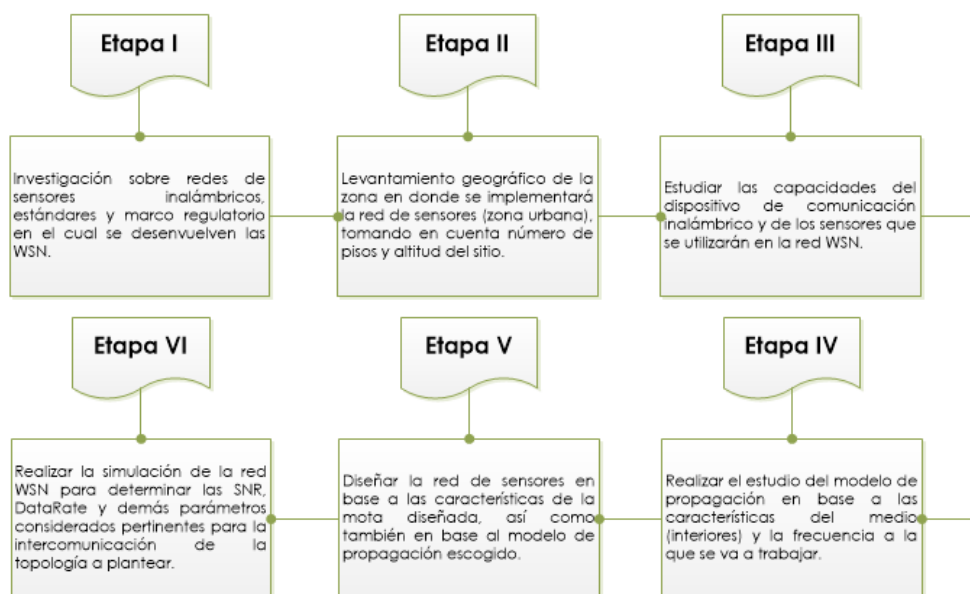 Etapa I
Investigación sobre redes de
sensores inalámbricos,
estándares y marco regulatorio
en el cual se desenvuelven las
WSN.
Etapa II
Levantamiento geográfico de la
zona en donde se implementará
la red de sensores (zona urbana),
tomando en cuenta número de
pisos y altitud del sitio.
Etapa III
Estudiar las capacidades del
dispositivo de comunicación
inalámbrico y de los sensores que
se utilizarán en la red WSN.
Etapa VI
Realizar la simulación de la red
WSN para determinar las SNR,
DataRate y demás parámetros
considerados pertinentes para la
intercomunicación de la
topología a plantear.
Etapa V
Diseñar la red de sensores en
base a las características de la
mota diseñada, así como
también en base al modelo de
propagación escogido.
Etapa IV
Realizar el estudio del modelo de
propagación en base a las
características del medio
(interiores) y la frecuencia a la
que se va a trabajar.